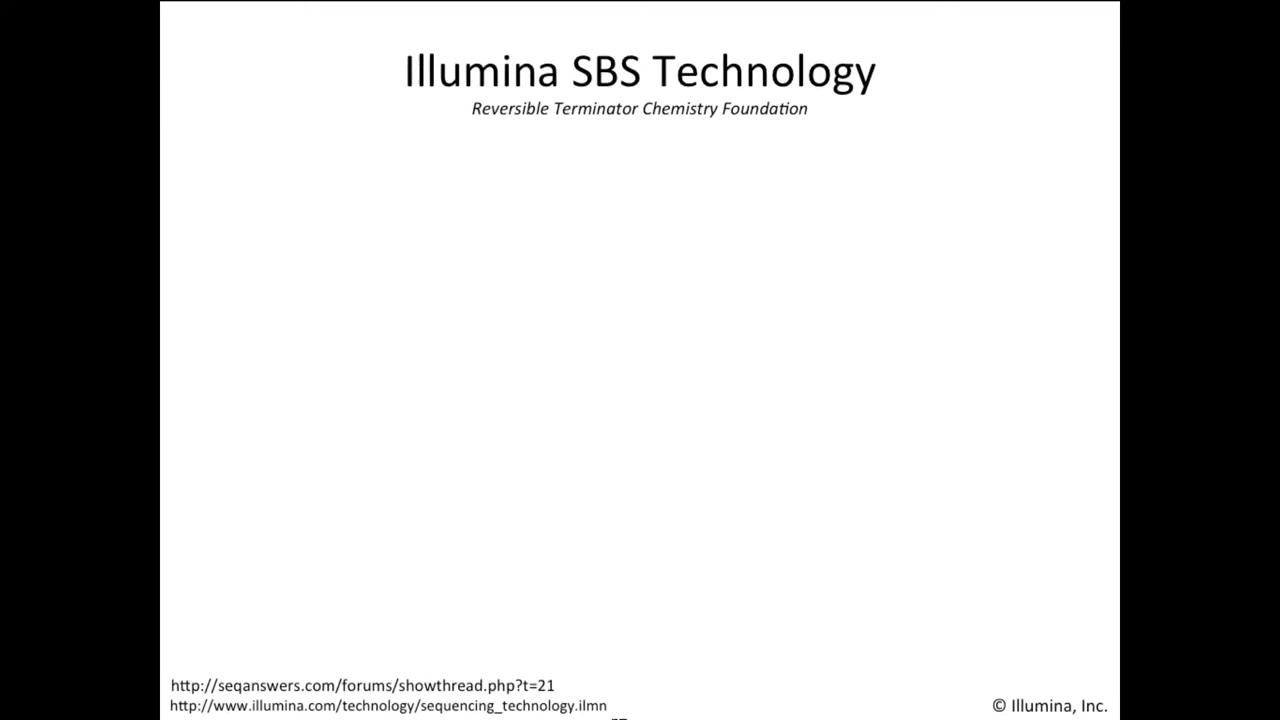 Illumina SBS Technology
Reversible Terminator Chemistry Foundation
http://seqanswers.com/forums/showthread.php?t=21
http://www.illumina.com/technology/sequencing_technology.ilmn
© Illumina, Inc.